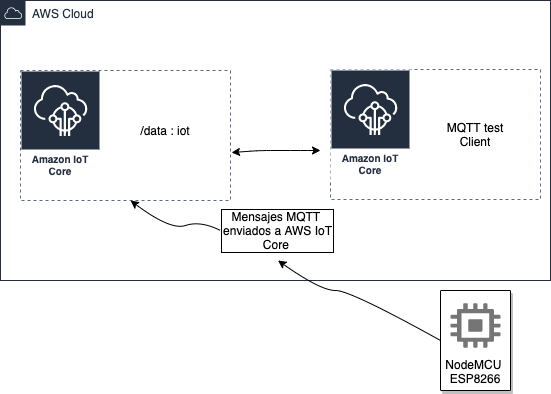 AWS Cloud
Amazon IoT
Core
/data : iot
Amazon IoT
Core
MQTT test
Client
Mensajes MQTT
enviados a AWS IoT
Core
NodeMCU
ESP8266